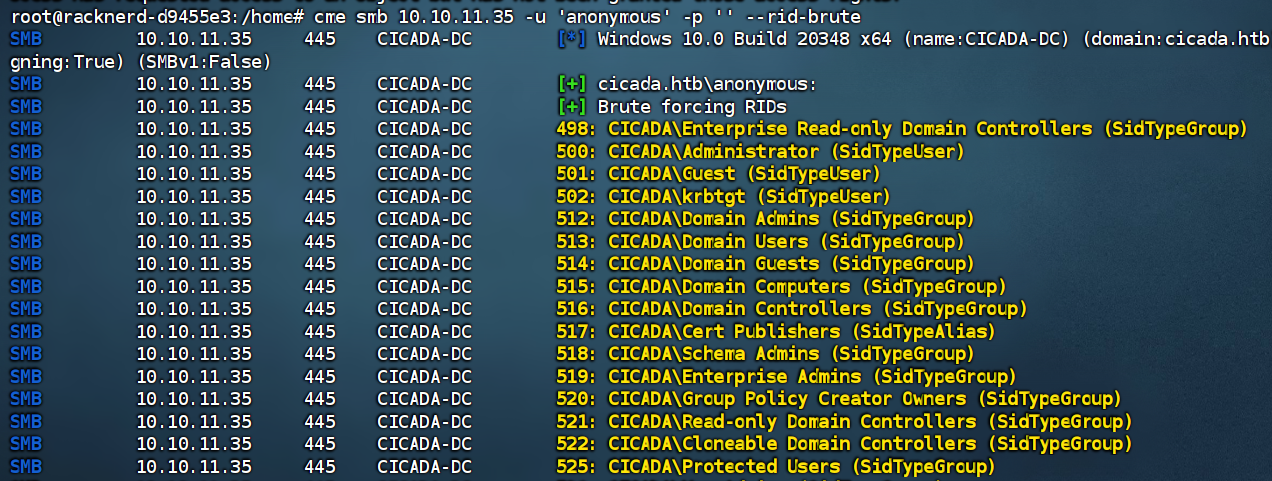 root@racknerd-d9455e3:/home# cme smb 10.10.11.35 -u 'anonymous' -p '' --rid-brute
SMB 10.10.11.35 445 CICADA-DC [*] Windows 10.0 Build 20348 x64 (name:CICADA-DC) (domain:cicada.htb
gning:True) (SMBv1:False)
SMB 10.10.11.35 445 CICADA-DC [+] cicada.htb\anonymous:
SMB 10.10.11.35 445 CICADA-DC [+] Brute forcing RIDs
SMB 10.10.11.35 445 CICADA-DC 498: CICADA\Enterprise Read-only Domain Controllers (SidTypeGroup)
SMB 10.10.11.35 445 CICADA-DC 500: CICADA\Administrator (SidTypeUser)
SMB 10.10.11.35 445 CICADA-DC 501: CICADA\Guest (SidTypeUser)
SMB 10.10.11.35 445 CICADA-DC 502: CICADA\krbtgt (SidTypeUser)
SMB 10.10.11.35 445 CICADA-DC 512: CICADA\Domain Admins (SidTypeGroup)
SMB 10.10.11.35 445 CICADA-DC 513: CICADA\Domain Users (SidTypeGroup)
SMB 10.10.11.35 445 CICADA-DC 514: CICADA\Domain Guests (SidTypeGroup)
SMB 10.10.11.35 445 CICADA-DC 515: CICADA\Domain Computers (SidTypeGroup)
SMB 10.10.11.35 445 CICADA-DC 516: CICADA\Domain Controllers (SidTypeGroup)
SMB 10.10.11.35 445 CICADA-DC 517: CICADA\Cert Publishers (SidTypeAlias)
SMB 10.10.11.35 445 CICADA-DC 518: CICADA\Schema Admins (SidTypeGroup)
SMB 10.10.11.35 445 CICADA-DC 519: CICADA\Enterprise Admins (SidTypeGroup)
SMB 10.10.11.35 445 CICADA-DC 520: CICADA\Group Policy Creator Owners (SidTypeGroup)
SMB 10.10.11.35 445 CICADA-DC 521: CICADA\Read-only Domain Controllers (SidTypeGroup)
SMB 10.10.11.35 445 CICADA-DC 522: CICADA\Cloneable Domain Controllers (SidTypeGroup)
SMB 10.10.11.35 445 CICADA-DC 525: CICADA\Protected Users (SidTypeGroup)